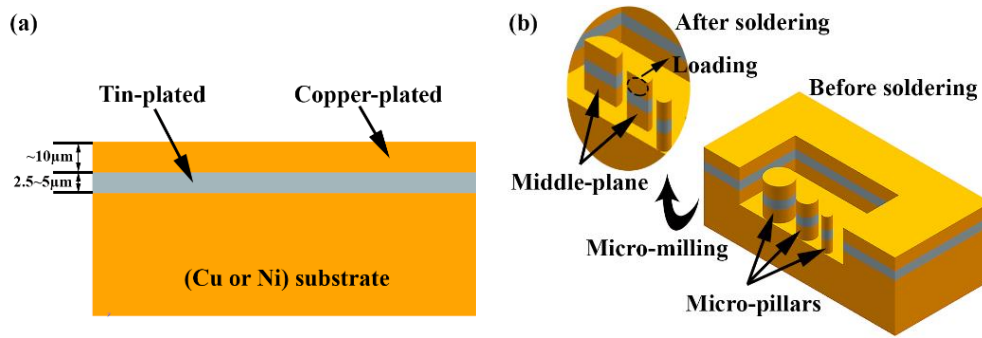 (a)
Tin-plated
Copper-plated
~10μm
2.5~5μm
(Cu or Ni) substrate
(b)
After soldering
Loading
Before soldering
Middle-plane
Micro-milling
Micro-pillars